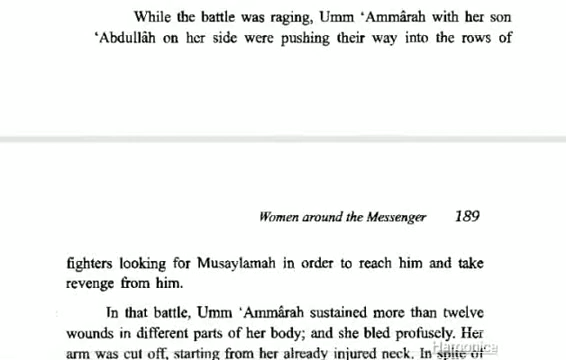 While the battle was raging, Umm ‘Ammârah with her son
‘Abdullâh on her side were pushing their way into the rows of
Women around the Messenger 189
fighters looking for Musaylamah in order to reach him and take
revenge from him.
In that battle, Umm ‘Ammârah sustained more than twelve
wounds in different parts of her body; and she bled profusely. Her
arm was cut off, starting from her already injured neck. In spite of
Harmonica